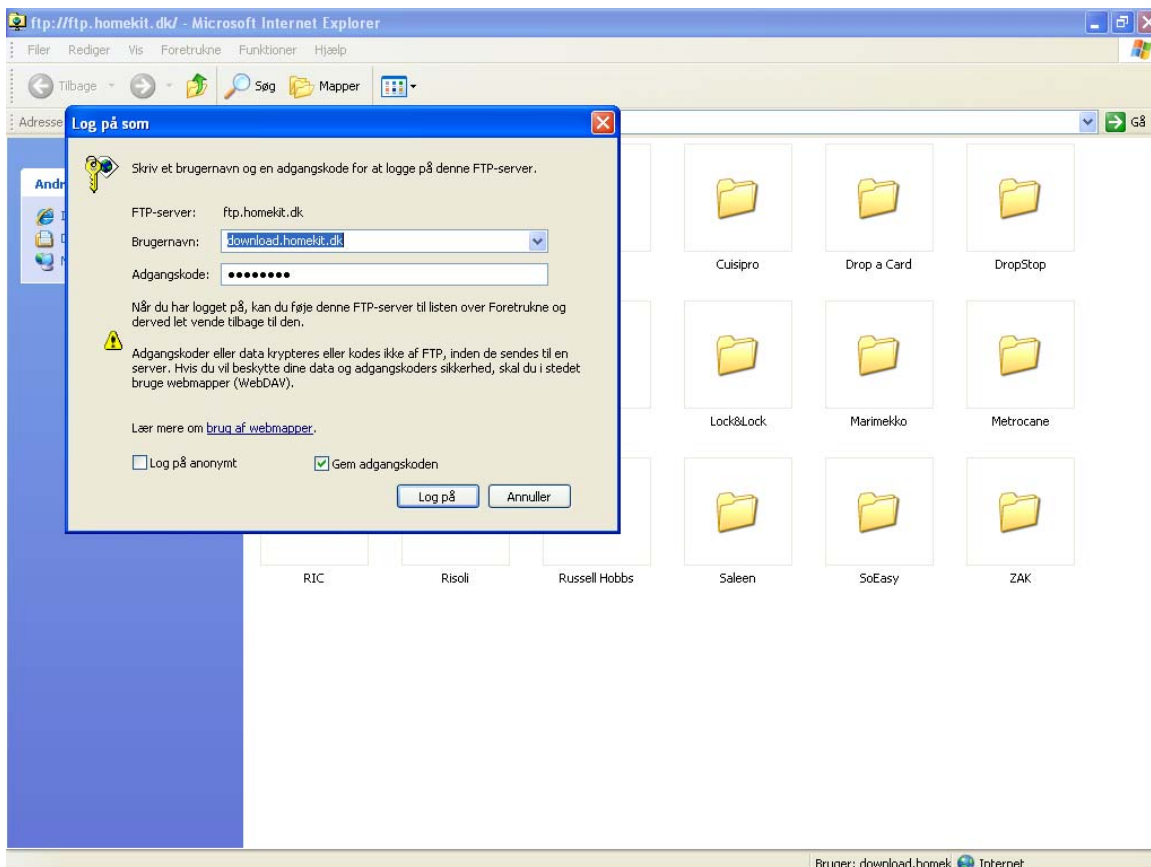 ftp://ftp.homekit.dk/ - Microsoft Internet Explorer
Filer Rediger Vis Foretrukne Funktioner Hjælp
Tilbage Søg Mapper
Adresse Gå
Log på som
Skriv et brugernavn og en adgangskode for at logge på denne FTP-server.
FTP-server: ftp.homekit.dk
Brugernavn: download.homekit.dk
Adgangskode: ●●●●●●●●
Når du har logget på, kan du føje denne FTP-server til listen over Foretrukne og
derved let vende tilbage til den.
Adgangskoder eller data krypteres eller kodes ikke af FTP, inden de sendes til en
server. Hvis du vil beskytte dine data og adgangskoders sikkerhed, skal du i stedet
bruge webmapper (WebDAV).
Lær mere om brug af webmapper.
Log på anonymt Gem adgangskoden
Log på Annuller
Andr
Cuisipro Drop a Card DropStop
Lock&Lock Marimekko Metrocane
RIC Risoli Russell Hobbs Saleen SoEasy ZAK
Bruger: download.homek Internet